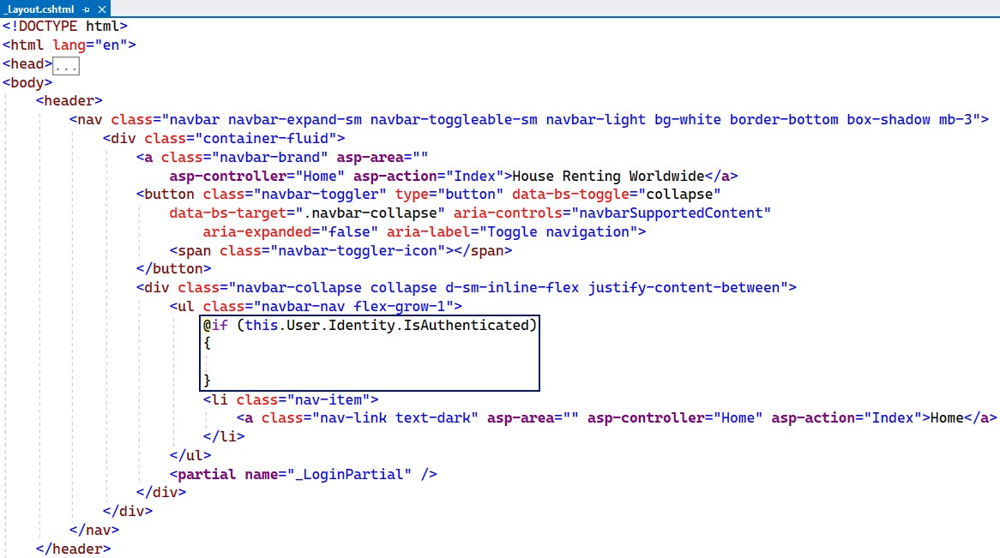 _Layout.cshtml
<!DOCTYPE html>
<html lang="en">
<head>...
<body>
    <header>
        <nav class="navbar navbar-expand-sm navbar-toggleable-sm navbar-light bg-white border-bottom box-shadow mb-3">
            <div class="container-fluid">
                <a class="navbar-brand" asp-area=""
                    asp-controller="Home" asp-action="Index">House Renting Worldwide</a>
                <button class="navbar-toggler" type="button" data-bs-toggle="collapse"
                    data-bs-target=".navbar-collapse" aria-controls="navbarSupportedContent"
                        aria-expanded="false" aria-label="Toggle navigation">
                    <span class="navbar-toggler-icon"></span>
                </button>
                <div class="navbar-collapse collapse d-sm-inline-flex justify-content-between">
                    <ul class="navbar-nav flex-grow-1">
                        @if (this.User.Identity.IsAuthenticated)
                        {
                        }
                        <li class="nav-item">
                            <a class="nav-link text-dark" asp-area="" asp-controller="Home" asp-action="Index">Home</a>
                        </li>
                    </ul>
                    <partial name="_LoginPartial" />
                </div>
            </div>
        </nav>
    </header>